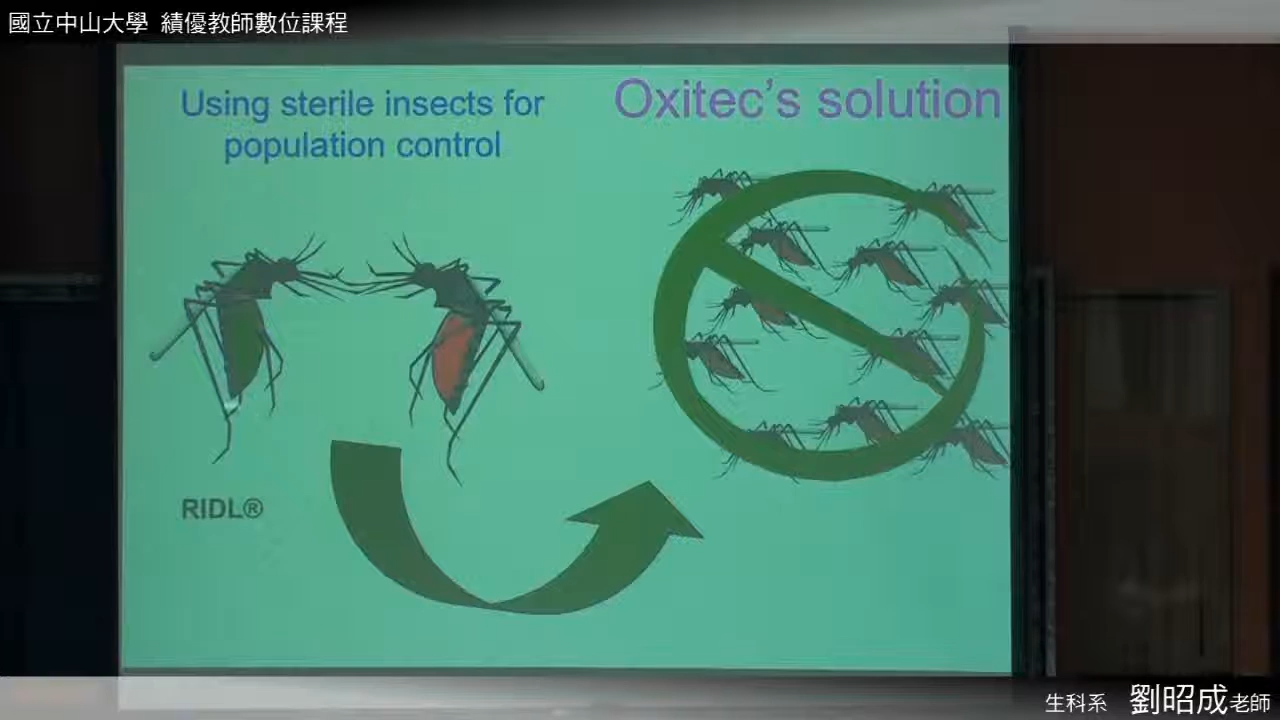 國立中山大學 績優教師數位課程
Using sterile insects for
population control
Oxitec's solution
RIDL®
生科系 劉昭成老師